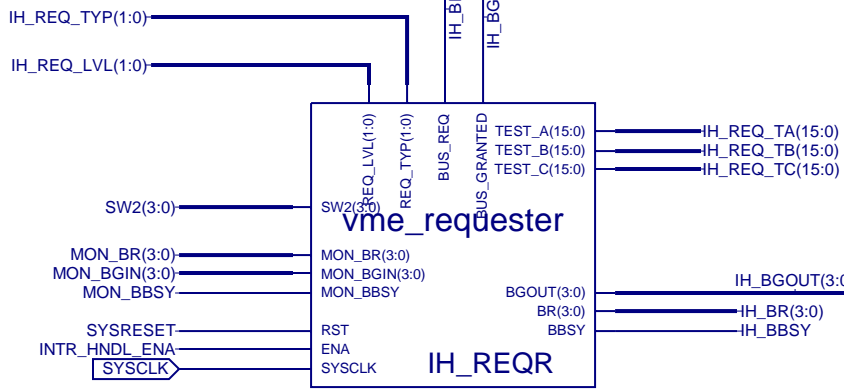 IH_REQ_TYP(1:0)
IH_REQ_LVL(1:0)
REQ_LVL(1:0)
REQ_TYP(1:0)
BUS_REQ
BUS_GRANTED
TEST_A(15:0)
IH_REQ_TA(15:0)
TEST_B(15:0)
IH_REQ_TB(15:0)
TEST_C(15:0)
IH_REQ_TC(15:0)
SW2(3:0)
SW2(3:0)
vme_requester
MON_BR(3:0)
MON_BR(3:0)
MON_BGIN(3:0)
MON_BGIN(3:0)
MON_BBSY
MON_BBSY
BGOUT(3:0)
IH_BGOUT(3:0
BR(3:0)
IH_BR(3:0)
BBSY
IH_BBSY
SYSRESET
RST
INTR_HNDL_ENA
ENA
SYSCLK
SYSCLK
IH_REQR